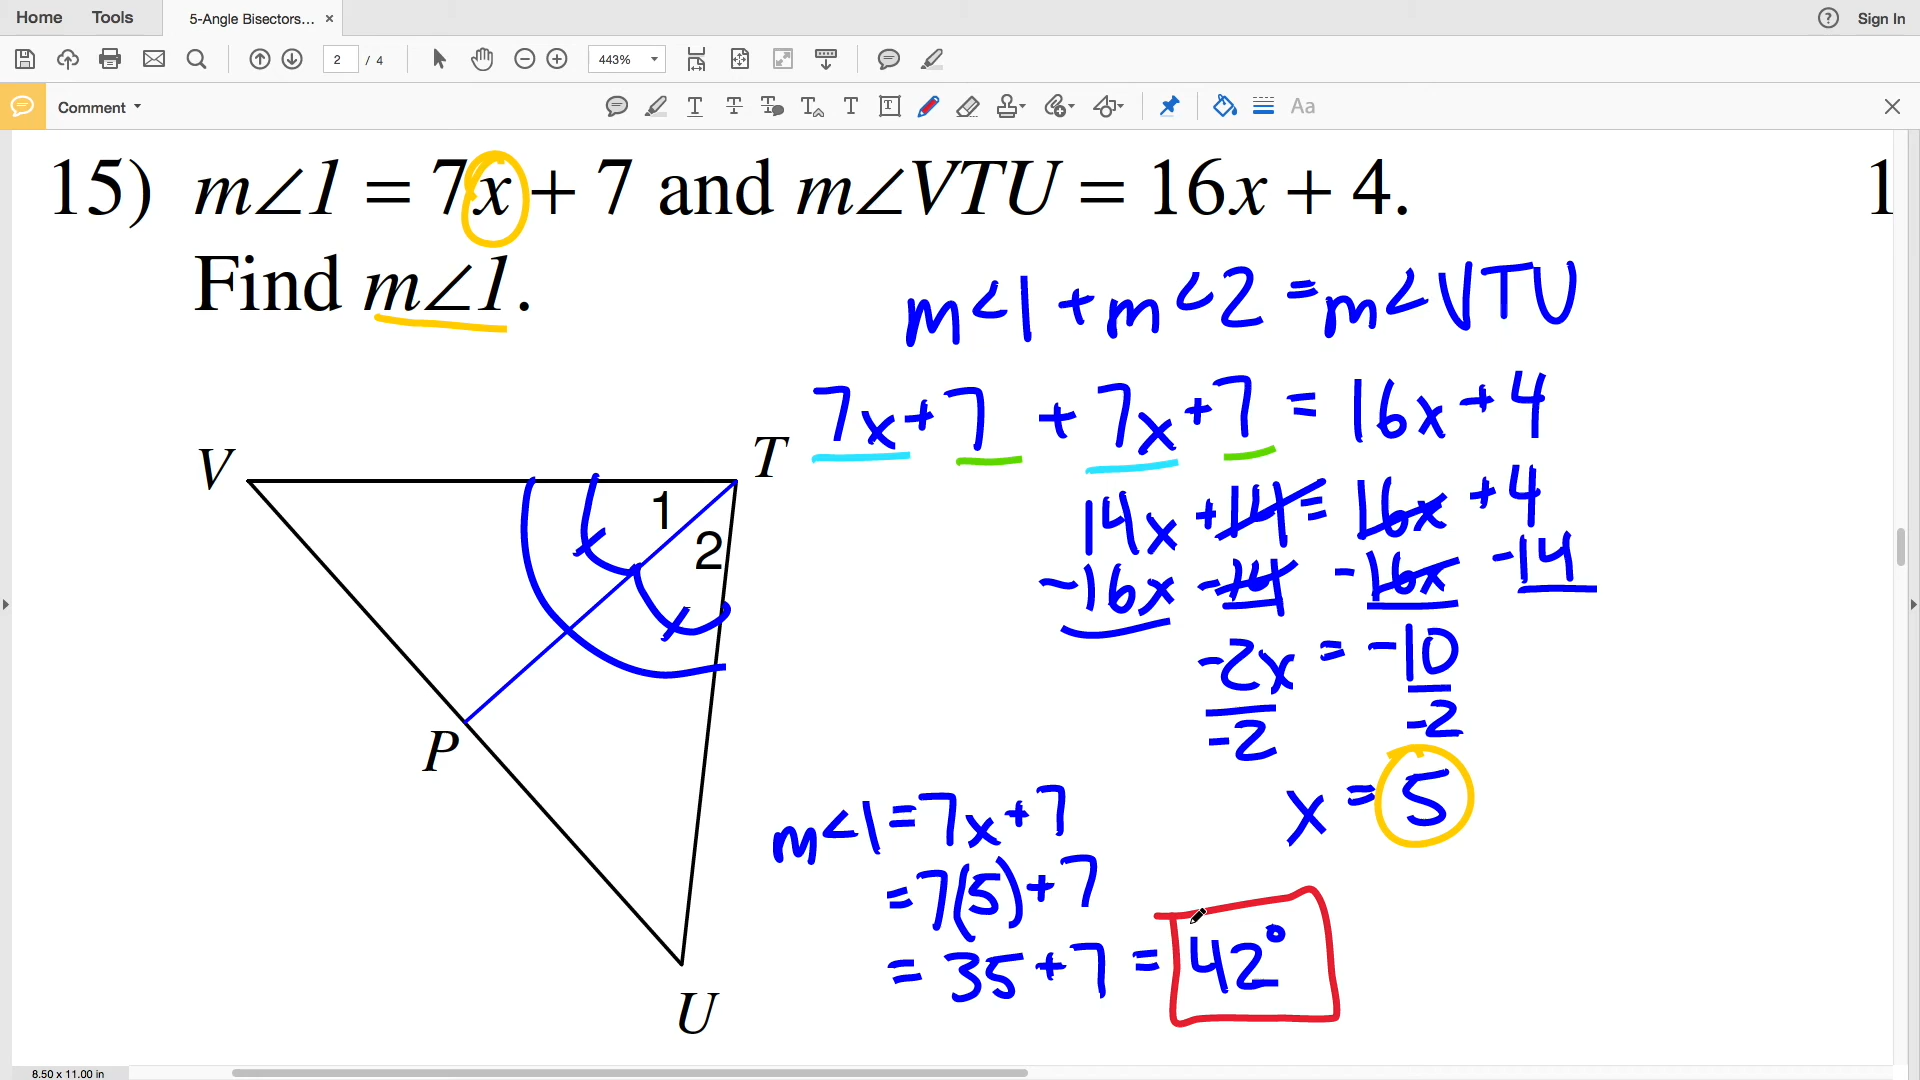 Home Tools 5-Angle Bisectors... × ? Sign In
2 / 4 443%
Comment T T T T T T Aa
15) m∠1 = 7x + 7 and m∠VTU = 16x + 4. 1
Find m∠1.
m<1 + m<2 = m<VTU
7x + 7 + 7x + 7 = 16x + 4
14x + 14 = 16x + 4
-16x - 14 - 16x - 14
-2x = -10
-2 -2
x = 5
V T
1
2
P
U
m<1 = 7x + 7
= 7(5) + 7
= 35 + 7 = 42°
8.50 x 11.00 in